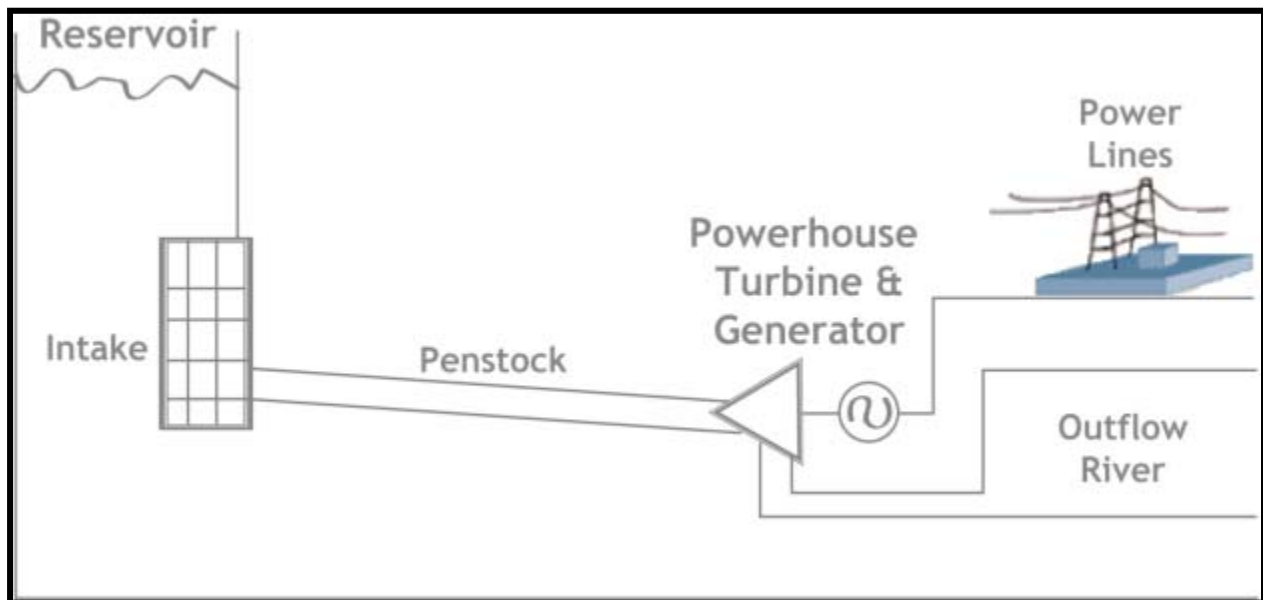 Reservoir
Power
Lines
Powerhouse
Turbine &
Generator
Intake
Penstock
Outflow
River